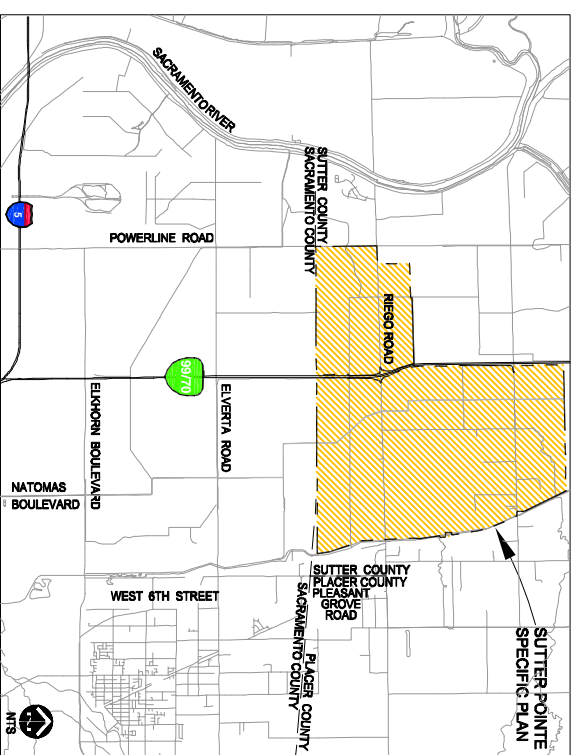 SACRAMENTO RIVER
SUTTER COUNTY
SACRAMENTO COUNTY
POWERLINE ROAD
5
RIEGO ROAD
99/70
ELVERTA ROAD
ELKHORN BOULEVARD
NATOMAS
BOULEVARD
SUTTER COUNTY
PLACER COUNTY
PLEASANT
GROVE
ROAD
WEST 6TH STREET
PLACER COUNTY
SACRAMENTO COUNTY
SUTTER POINTE
SPECIFIC PLAN
NTS